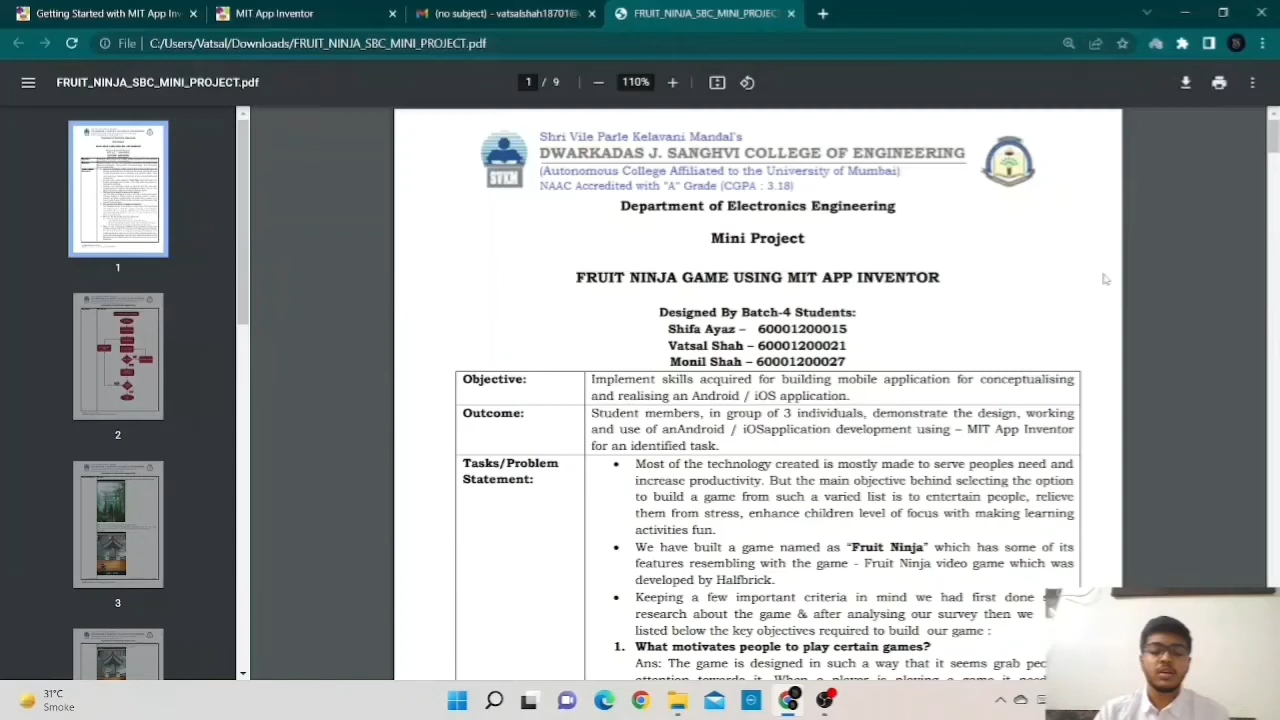 Getting Started with MIT App Inv
MIT App Inventor
(no subject) - vatsalshah18701@
FRUIT_NINJA_SBC_MINI_PROJEC
File
C:/Users/Vatsal/Downloads/FRUIT_NINJA_SBC_MINI_PROJECT.pdf
FRUIT_NINJA_SBC_MINI_PROJECT.pdf
1 / 9
110%
1
2
3
Shri Vile Parle Kelavani Mandal's
DWARKADAS J. SANGHVI COLLEGE OF ENGINEERING
(Autonomous College Affiliated to the University of Mumbai)
NAAC Accredited with "A" Grade (CGPA : 3.18)
Department of Electronics Engineering
Mini Project
FRUIT NINJA GAME USING MIT APP INVENTOR
Designed By Batch-4 Students:
Shifa Ayaz – 60001200015
Vatsal Shah – 60001200021
Monil Shah – 60001200027
Objective:
Implement skills acquired for building mobile application for conceptualising
and realising an Android / iOS application.
Outcome:
Student members, in group of 3 individuals, demonstrate the design, working
and use of anAndroid / iOSapplication development using – MIT App Inventor
for an identified task.
Tasks/Problem
Statement:
• Most of the technology created is mostly made to serve peoples need and
increase productivity. But the main objective behind selecting the option
to build a game from such a varied list is to entertain people, relieve
them from stress, enhance children level of focus with making learning
activities fun.
• We have built a game named as "Fruit Ninja" which has some of its
features resembling with the game - Fruit Ninja video game which was
developed by Halfbrick.
• Keeping a few important criteria in mind we had first done
research about the game & after analysing our survey then we
listed below the key objectives required to build our game :
1. What motivates people to play certain games?
Ans: The game is designed in such a way that it seems grab
attention towards it. When a player is playing a game it
31°C
Smoke